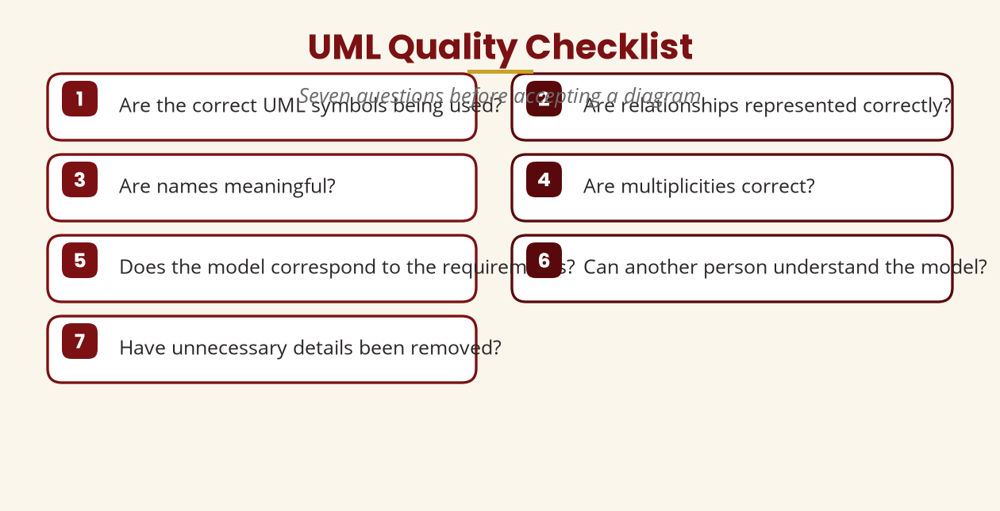 UML Quality Checklist
Seven questions before accepting a diagram
1 Are the correct UML symbols being used?
2 Are relationships represented correctly?
3 Are names meaningful?
4 Are multiplicities correct?
5 Does the model correspond to the requirements?
6 Can another person understand the model?
7 Have unnecessary details been removed?